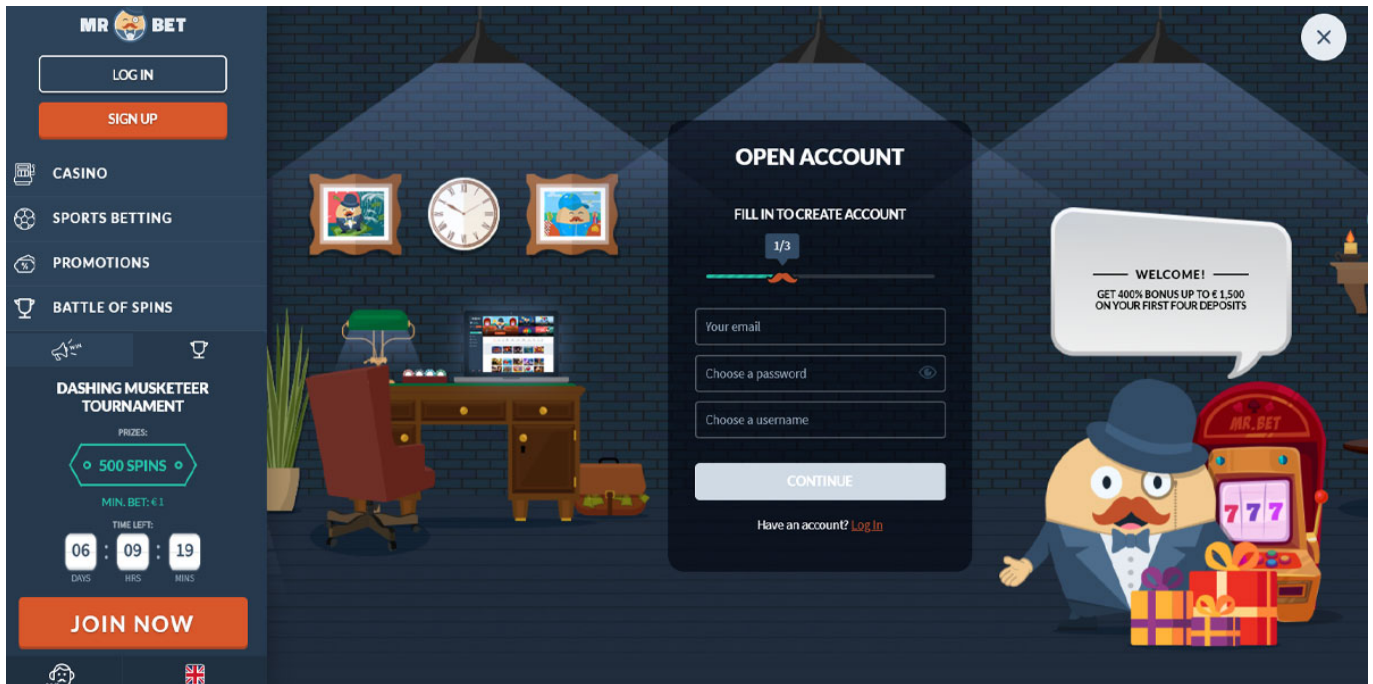 MR BET
LOG IN
SIGN UP
CASINO
SPORTS BETTING
PROMOTIONS
BATTLE OF SPINS
WIN
DASHING MUSKETEER
TOURNAMENT
PRIZES:
500 SPINS
MIN. BET: € 1
TIME LEFT:
06 : 09 : 19
DAYS HRS MINS
JOIN NOW
OPEN ACCOUNT
FILL IN TO CREATE ACCOUNT
1/3
Your email
Choose a password
Choose a username
CONTINUE
Have an account? Log In
WELCOME!
GET 400% BONUS UP TO € 1,500
ON YOUR FIRST FOUR DEPOSITS
MR.BET
777